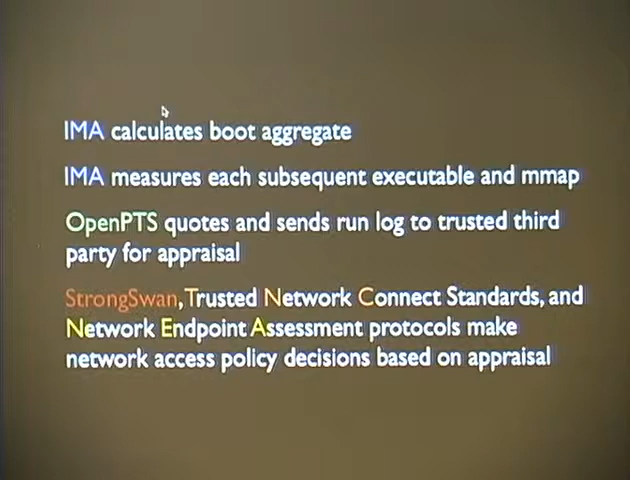 IMA calculates boot aggregate
IMA measures each subsequent executable and mmap
OpenPTS quotes and sends run log to trusted third
party for appraisal
StrongSwan, Trusted Network Connect Standards, and
Network Endpoint Assessment protocols make
network access policy decisions based on appraisal